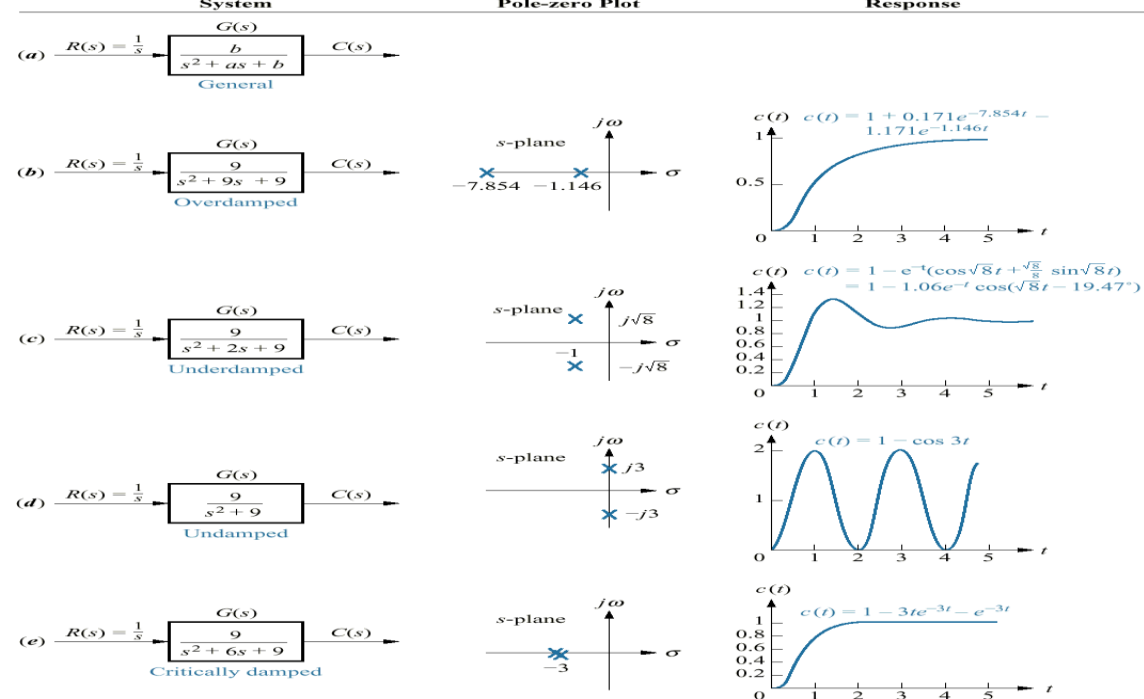 System Pole-zero Plot Response
(a) R(s) = 1/s G(s) b/(s² + as + b) C(s)
General
(b) R(s) = 1/s G(s) 9/(s² + 9s + 9) C(s)
Overdamped
s-plane jω σ
−7.854 −1.146
c(t) c(t) = 1 + 0.171e^−7.854t −
1.171e^−1.146t
1
0.5
0 1 2 3 4 5 t
(c) R(s) = 1/s G(s) 9/(s² + 2s + 9) C(s)
Underdamped
jω
s-plane j√8
σ
−1
−j√8
c(t) c(t) = 1 − e^−t(cos√8t + √8/8 sin√8t)
= 1 − 1.06e^−t cos(√8t − 19.47°)
1.4
1.2
1
0.8
0.6
0.4
0.2
0 1 2 3 4 5 t
(d) R(s) = 1/s G(s) 9/(s² + 9) C(s)
Undamped
jω
s-plane j3
σ
−j3
c(t)
c(t) = 1 − cos 3t
2
1
0 1 2 3 4 5 t
(e) R(s) = 1/s G(s) 9/(s² + 6s + 9) C(s)
Critically damped
jω
s-plane
σ
−3
c(t)
c(t) = 1 − 3te^−3t − e^−3t
1
0.8
0.6
0.4
0.2
0 1 2 3 4 5 t